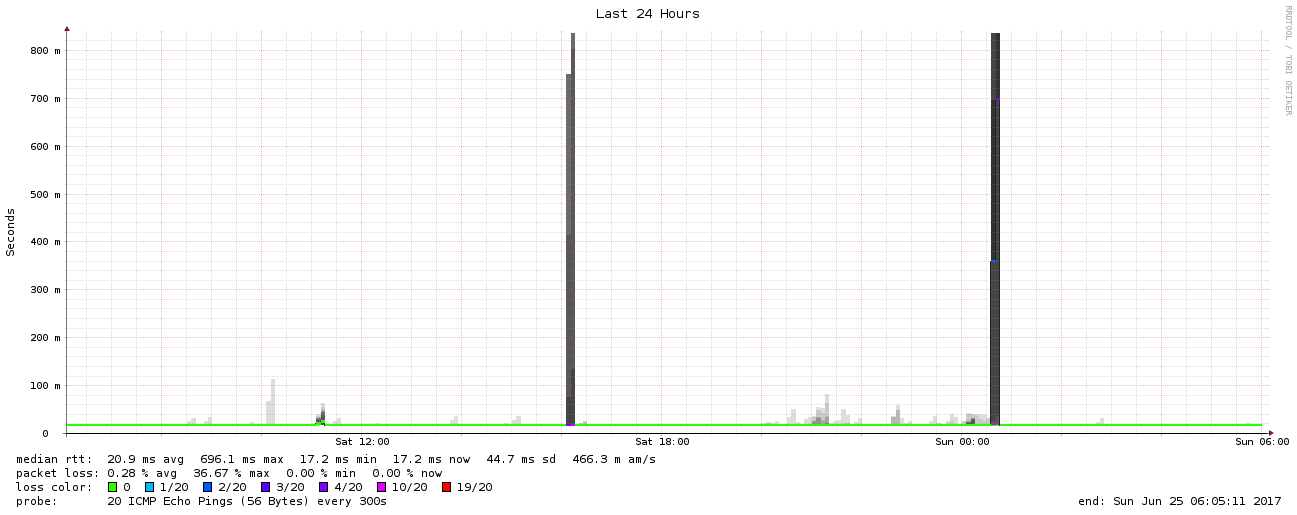 Last 24 Hours
RRDTOOL / TOBI OETIKER
Seconds
800 m
700 m
600 m
500 m
400 m
300 m
200 m
100 m
0
Sat 12:00 Sat 18:00 Sun 00:00 Sun 06:00
median rtt: 20.9 ms avg 696.1 ms max 17.2 ms min 17.2 ms now 44.7 ms sd 466.3 m am/s
packet loss: 0.28 % avg 36.67 % max 0.00 % min 0.00 % now
loss color: 0 1/20 2/20 3/20 4/20 10/20 19/20
probe: 20 ICMP Echo Pings (56 Bytes) every 300s end: Sun Jun 25 06:05:11 2017